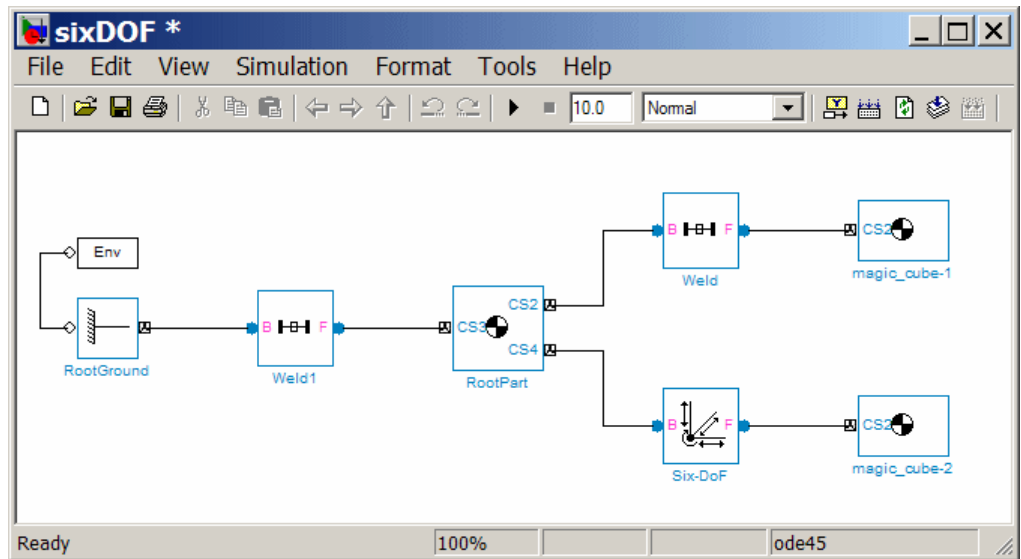 sixDOF *
File Edit View Simulation Format Tools Help
10.0 Normal
Env
RootGround
B F
Weld1
CS3 CS2
CS4
RootPart
B F
Weld
CS2
magic_cube-1
B F
Six-DoF
CS2
magic_cube-2
Ready 100% ode45